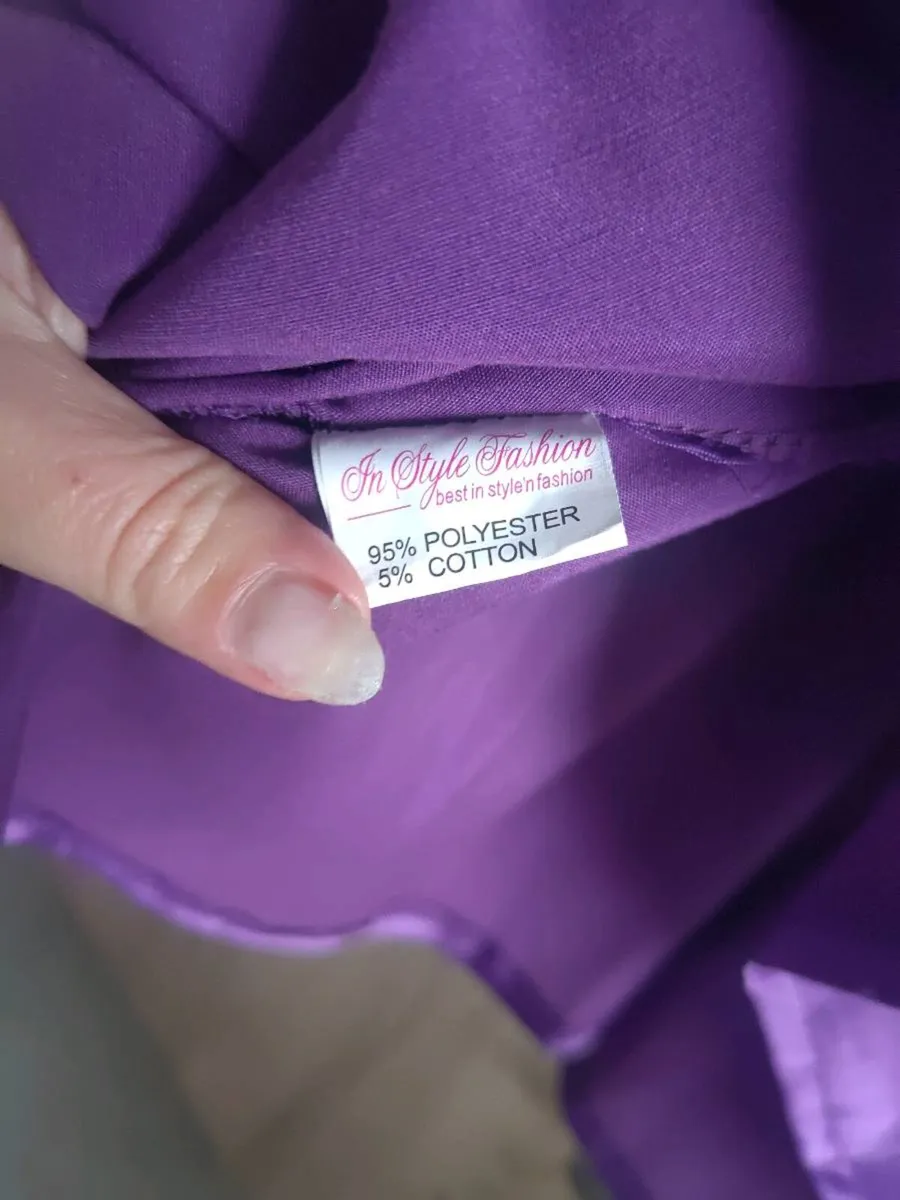 In Style Fashion
best in style'n fashion
95% POLYESTER
5% COTTON